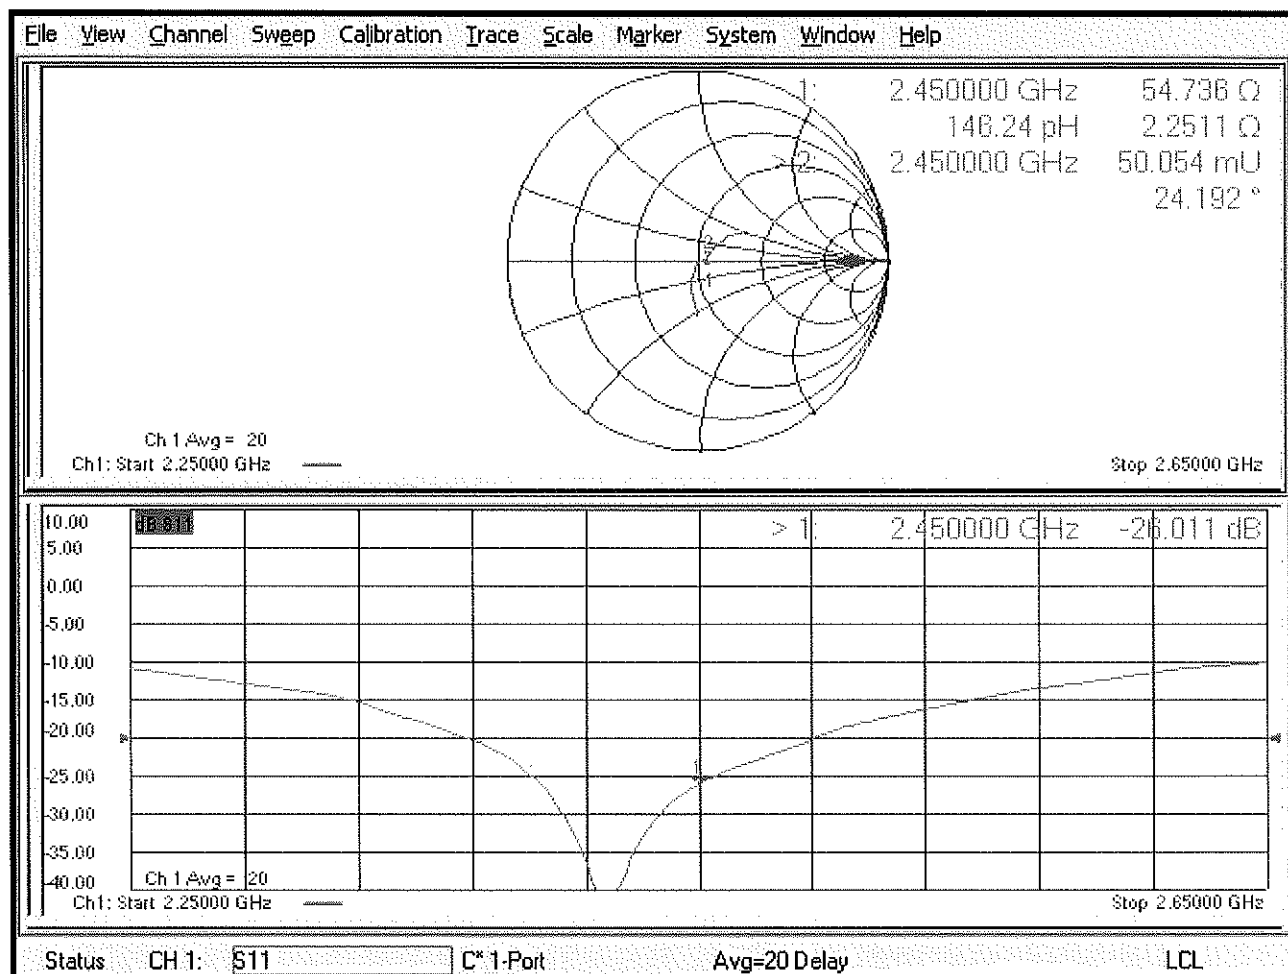 File View Channel Sweep Calibration Trace Scale Marker System Window Help
1: 2.450000 GHz 54.736 Ω
146.24 pH 2.2511 Ω
> 2: 2.450000 GHz 50.054 mU
24.192 °
2
1
Ch 1 Avg = 20
Ch1: Start 2.25000 GHz Stop 2.65000 GHz
10.00 dB S11 > 1: 2.450000 GHz -26.011 dB
5.00
0.00
-5.00
-10.00
-15.00
-20.00
-25.00 1
-30.00
-35.00
-40.00 Ch 1 Avg = 20
Ch1: Start 2.25000 GHz Stop 2.65000 GHz
Status CH 1: S11 C* 1-Port Avg=20 Delay LCL